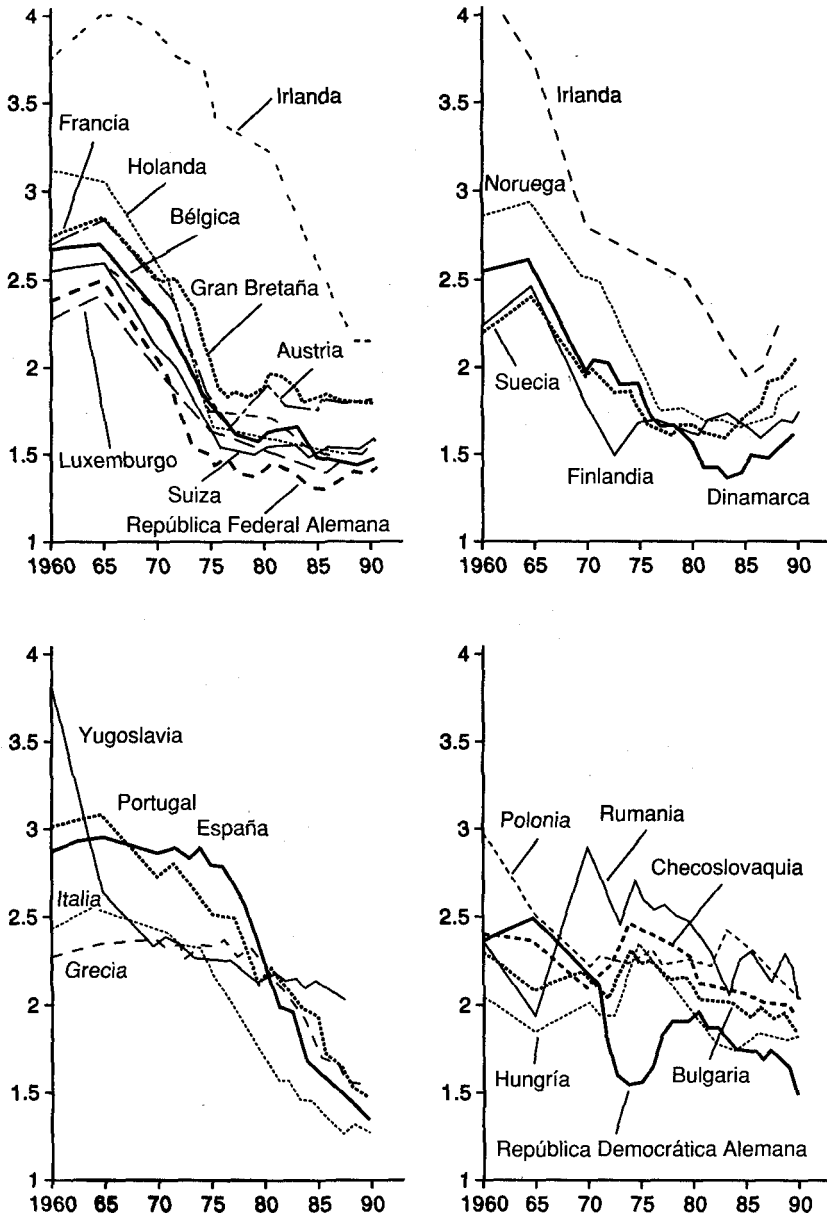 4
3.5
3
2.5
2
1.5
1
1960 65 70 75 80 85 90
Irlanda
Francia
Holanda
Bélgica
Gran Bretaña
Austria
Luxemburgo
Suiza
República Federal Alemana
4
3.5
3
2.5
2
1.5
1
1960 65 70 75 80 85 90
Irlanda
Noruega
Suecia
Finlandia
Dinamarca
4
3.5
3
2.5
2
1.5
1
1960 65 70 75 80 85 90
Yugoslavia
Portugal
España
Italia
Grecia
4
3.5
3
2.5
2
1.5
1
1960 65 70 75 80 85 90
Polonia
Rumania
Checoslovaquia
Hungría
Bulgaria
República Democrática Alemana